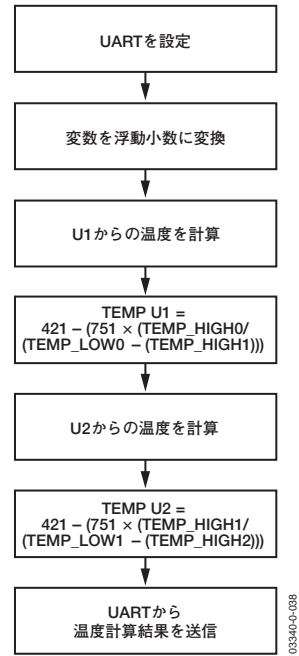 UARTを設定
変数を浮動小数に変換
U1からの温度を計算
TEMP U1 =
421 – (751 × (TEMP_HIGH0/
(TEMP_LOW0 – (TEMP_HIGH1)))
U2からの温度を計算
TEMP U2 =
421 – (751 × (TEMP_HIGH1/
(TEMP_LOW1 – (TEMP_HIGH2)))
UARTから
温度計算結果を送信
03340-0-038